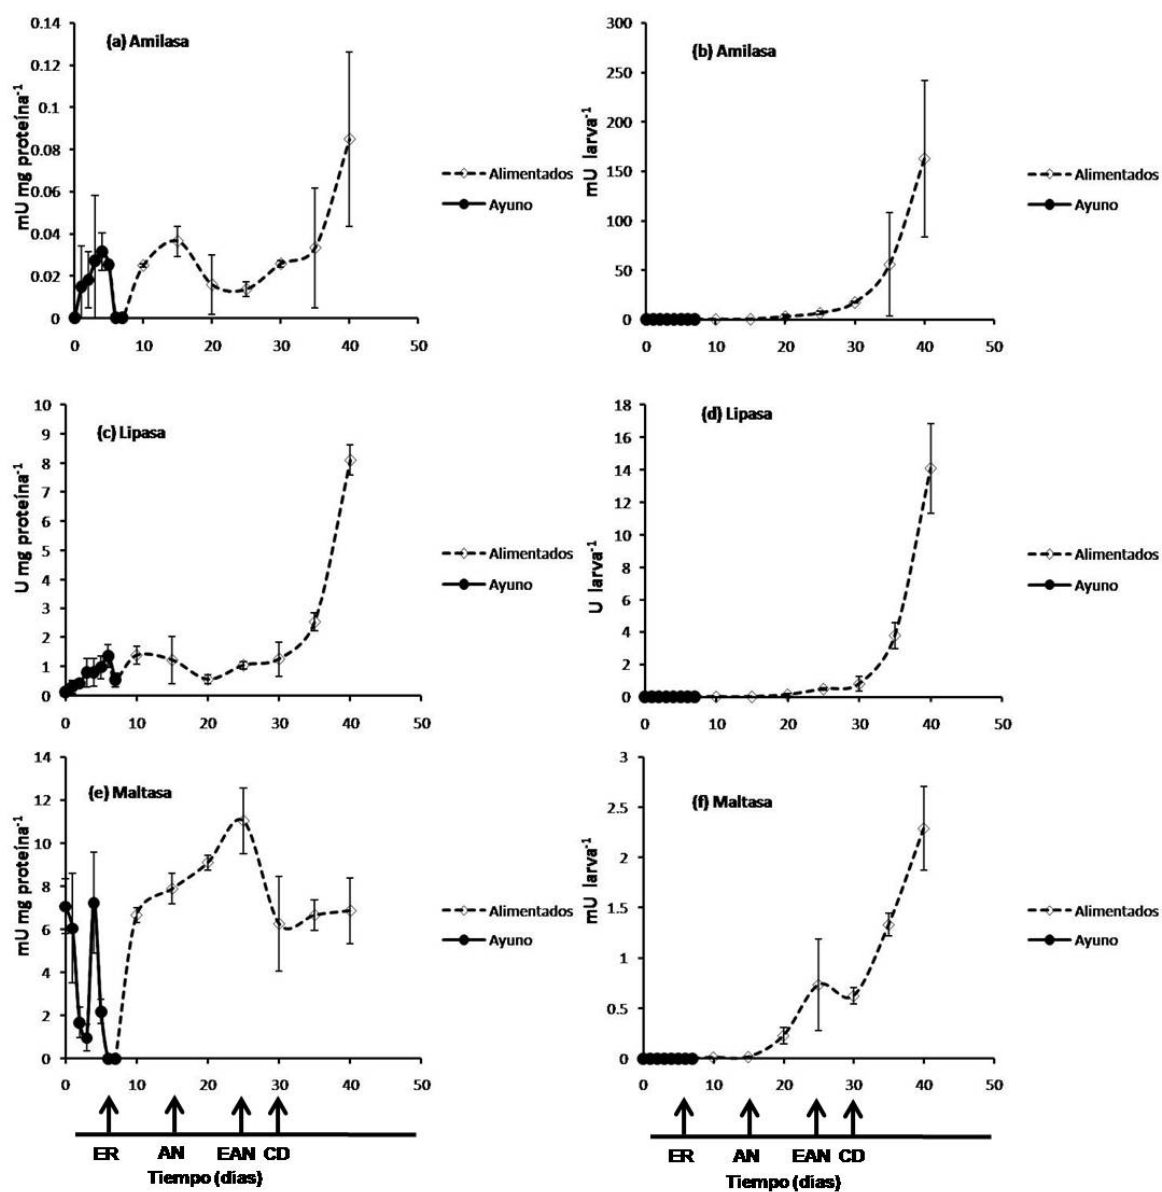 (a) Amilasa
mU mg proteína-1
0.14
0.12
0.1
0.08
0.06
0.04
0.02
0
0 10 20 30 40 50
Alimentados
Ayuno
(b) Amilasa
mU larva-1
300
250
200
150
100
50
0
0 10 20 30 40 50
Alimentados
Ayuno
(c) Lipasa
U mg proteína-1
10
9
8
7
6
5
4
3
2
1
0
0 10 20 30 40 50
Alimentados
Ayuno
(d) Lipasa
U larva-1
18
16
14
12
10
8
6
4
2
0
0 10 20 30 40 50
Alimentados
Ayuno
(e) Maltasa
mU mg proteína-1
14
12
10
8
6
4
2
0
0 10 20 30 40 50
Alimentados
Ayuno
ER AN EAN CD
Tiempo (días)
(f) Maltasa
mU larva-1
3
2.5
2
1.5
1
0.5
0
0 10 20 30 40 50
Alimentados
Ayuno
ER AN EAN CD
Tiempo (días)